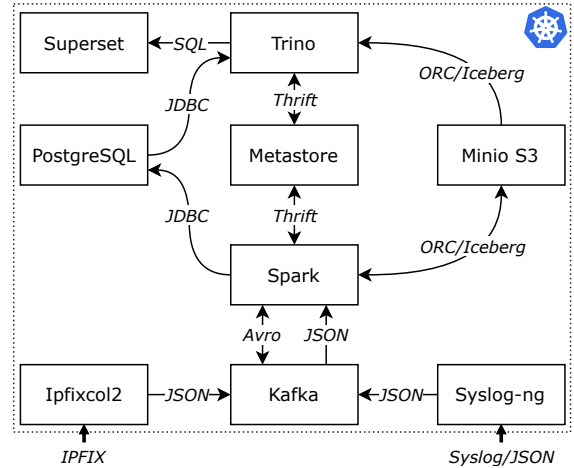 Superset
SQL
Trino
ORC/Iceberg
JDBC
Thrift
PostgreSQL
Metastore
Minio S3
JDBC
Thrift
ORC/Iceberg
Spark
Avro
JSON
Ipfixcol2
JSON
Kafka
JSON
Syslog-ng
IPFIX
Syslog/JSON